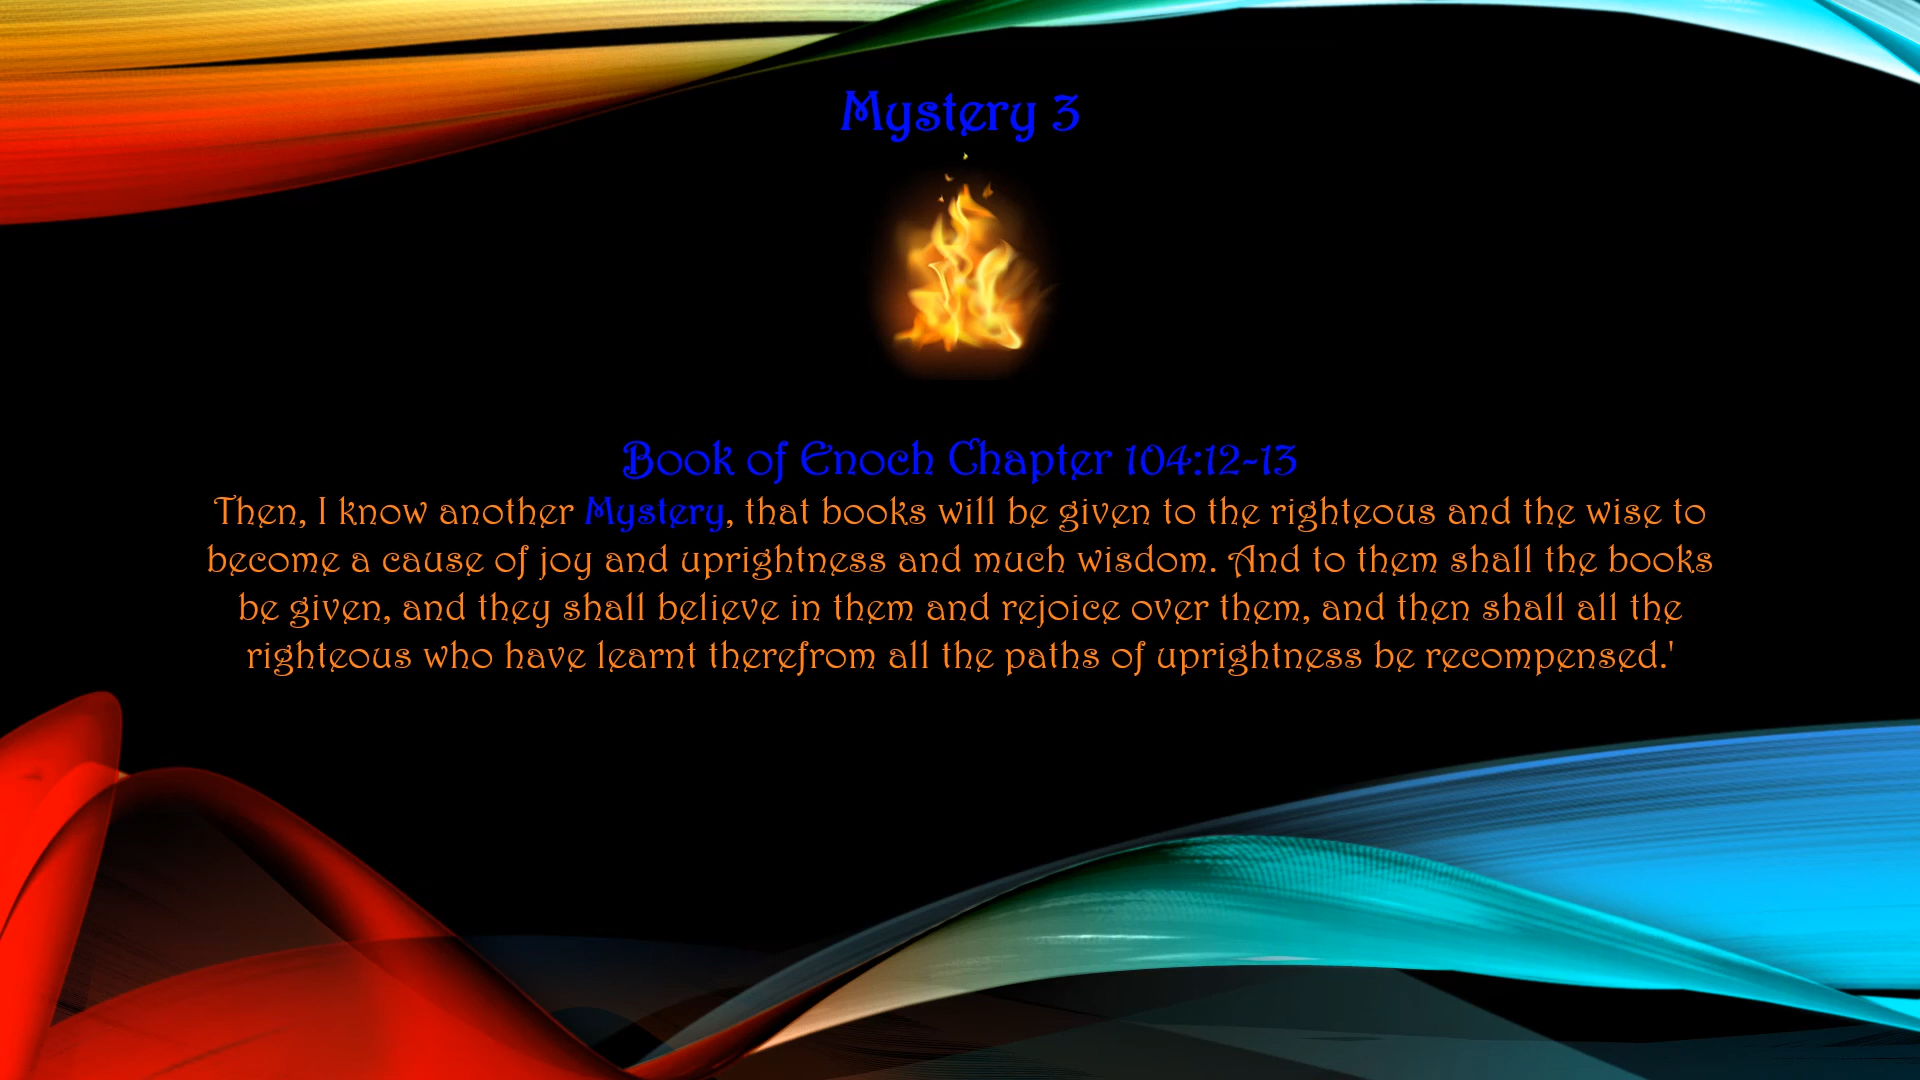 Mystery 3
Book of Enoch Chapter 104:12-13
Then, I know another Mystery, that books will be given to the righteous and the wise to
become a cause of joy and uprightness and much wisdom. And to them shall the books
be given, and they shall believe in them and rejoice over them, and then shall all the
righteous who have learnt therefrom all the paths of uprightness be recompensed.'